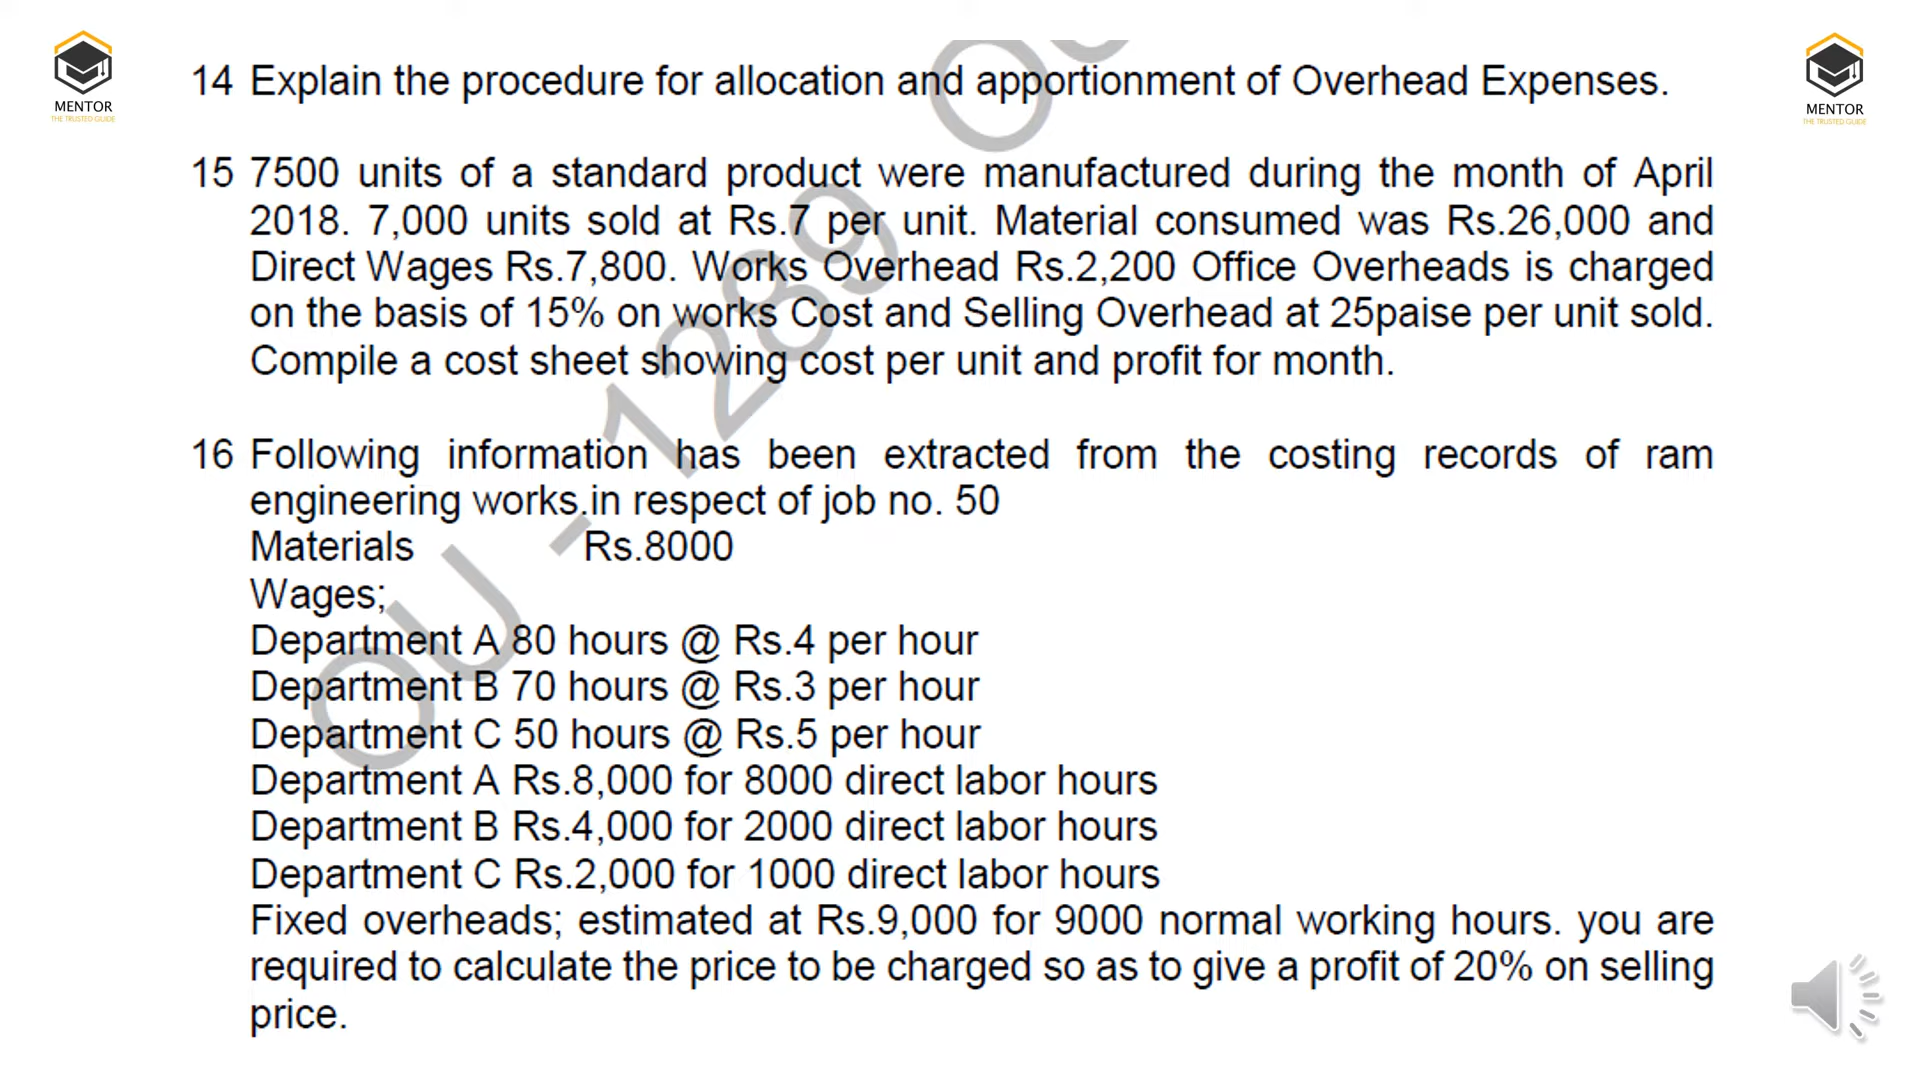 MENTOR
THE TRUSTED GUIDE
MENTOR
THE TRUSTED GUIDE
14 Explain the procedure for allocation and apportionment of Overhead Expenses.
15 7500 units of a standard product were manufactured during the month of April
2018. 7,000 units sold at Rs.7 per unit. Material consumed was Rs.26,000 and
Direct Wages Rs.7,800. Works Overhead Rs.2,200 Office Overheads is charged
on the basis of 15% on works Cost and Selling Overhead at 25paise per unit sold.
Compile a cost sheet showing cost per unit and profit for month.
16 Following information has been extracted from the costing records of ram
engineering works.in respect of job no. 50
Materials Rs.8000
Wages;
Department A 80 hours @ Rs.4 per hour
Department B 70 hours @ Rs.3 per hour
Department C 50 hours @ Rs.5 per hour
Department A Rs.8,000 for 8000 direct labor hours
Department B Rs.4,000 for 2000 direct labor hours
Department C Rs.2,000 for 1000 direct labor hours
Fixed overheads; estimated at Rs.9,000 for 9000 normal working hours. you are
required to calculate the price to be charged so as to give a profit of 20% on selling
price.
OU - 1289